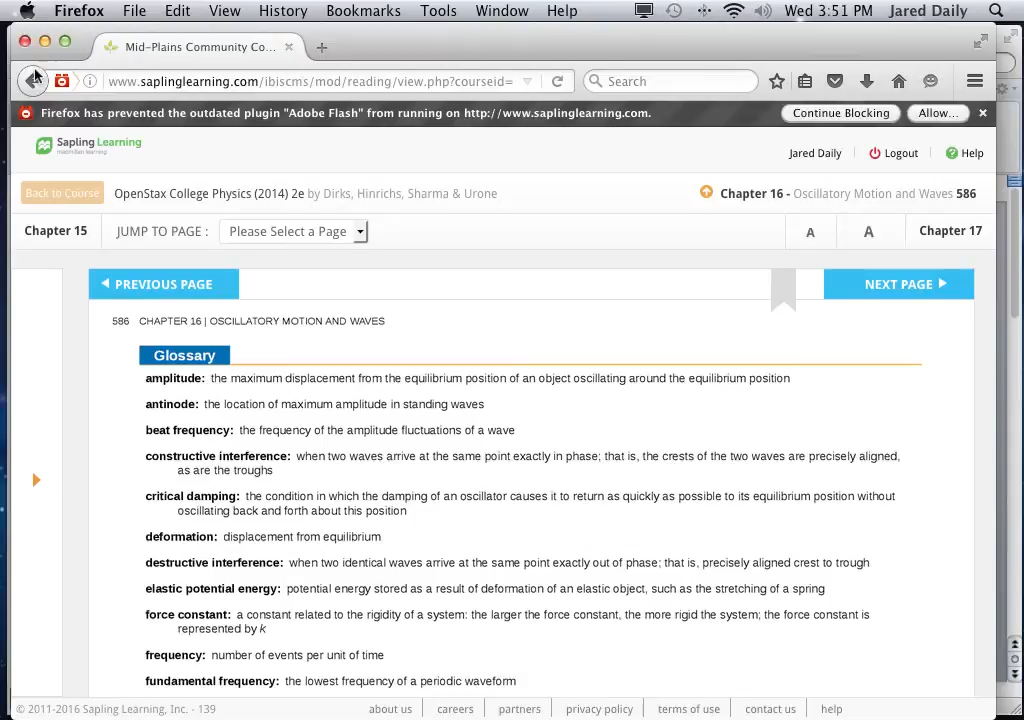 Firefox File Edit View History Bookmarks Tools Window Help Wed 3:51 PM Jared Daily
Mid-Plains Community Co...
www.saplinglearning.com/ibiscms/mod/reading/view.php?courseid= Search
Firefox has prevented the outdated plugin "Adobe Flash" from running on http://www.saplinglearning.com. Continue Blocking Allow...
Sapling Learning
macmillan learning
Jared Daily Logout Help
Back to Course OpenStax College Physics (2014) 2e by Dirks, Hinrichs, Sharma & Urone Chapter 16 - Oscillatory Motion and Waves 586
Chapter 15 JUMP TO PAGE : Please Select a Page A A Chapter 17
PREVIOUS PAGE NEXT PAGE
586 CHAPTER 16 | OSCILLATORY MOTION AND WAVES
Glossary
amplitude: the maximum displacement from the equilibrium position of an object oscillating around the equilibrium position
antinode: the location of maximum amplitude in standing waves
beat frequency: the frequency of the amplitude fluctuations of a wave
constructive interference: when two waves arrive at the same point exactly in phase; that is, the crests of the two waves are precisely aligned,
as are the troughs
critical damping: the condition in which the damping of an oscillator causes it to return as quickly as possible to its equilibrium position without
oscillating back and forth about this position
deformation: displacement from equilibrium
destructive interference: when two identical waves arrive at the same point exactly out of phase; that is, precisely aligned crest to trough
elastic potential energy: potential energy stored as a result of deformation of an elastic object, such as the stretching of a spring
force constant: a constant related to the rigidity of a system: the larger the force constant, the more rigid the system; the force constant is
represented by k
frequency: number of events per unit of time
fundamental frequency: the lowest frequency of a periodic waveform
© 2011-2016 Sapling Learning, Inc. - 139 about us careers partners privacy policy terms of use contact us help